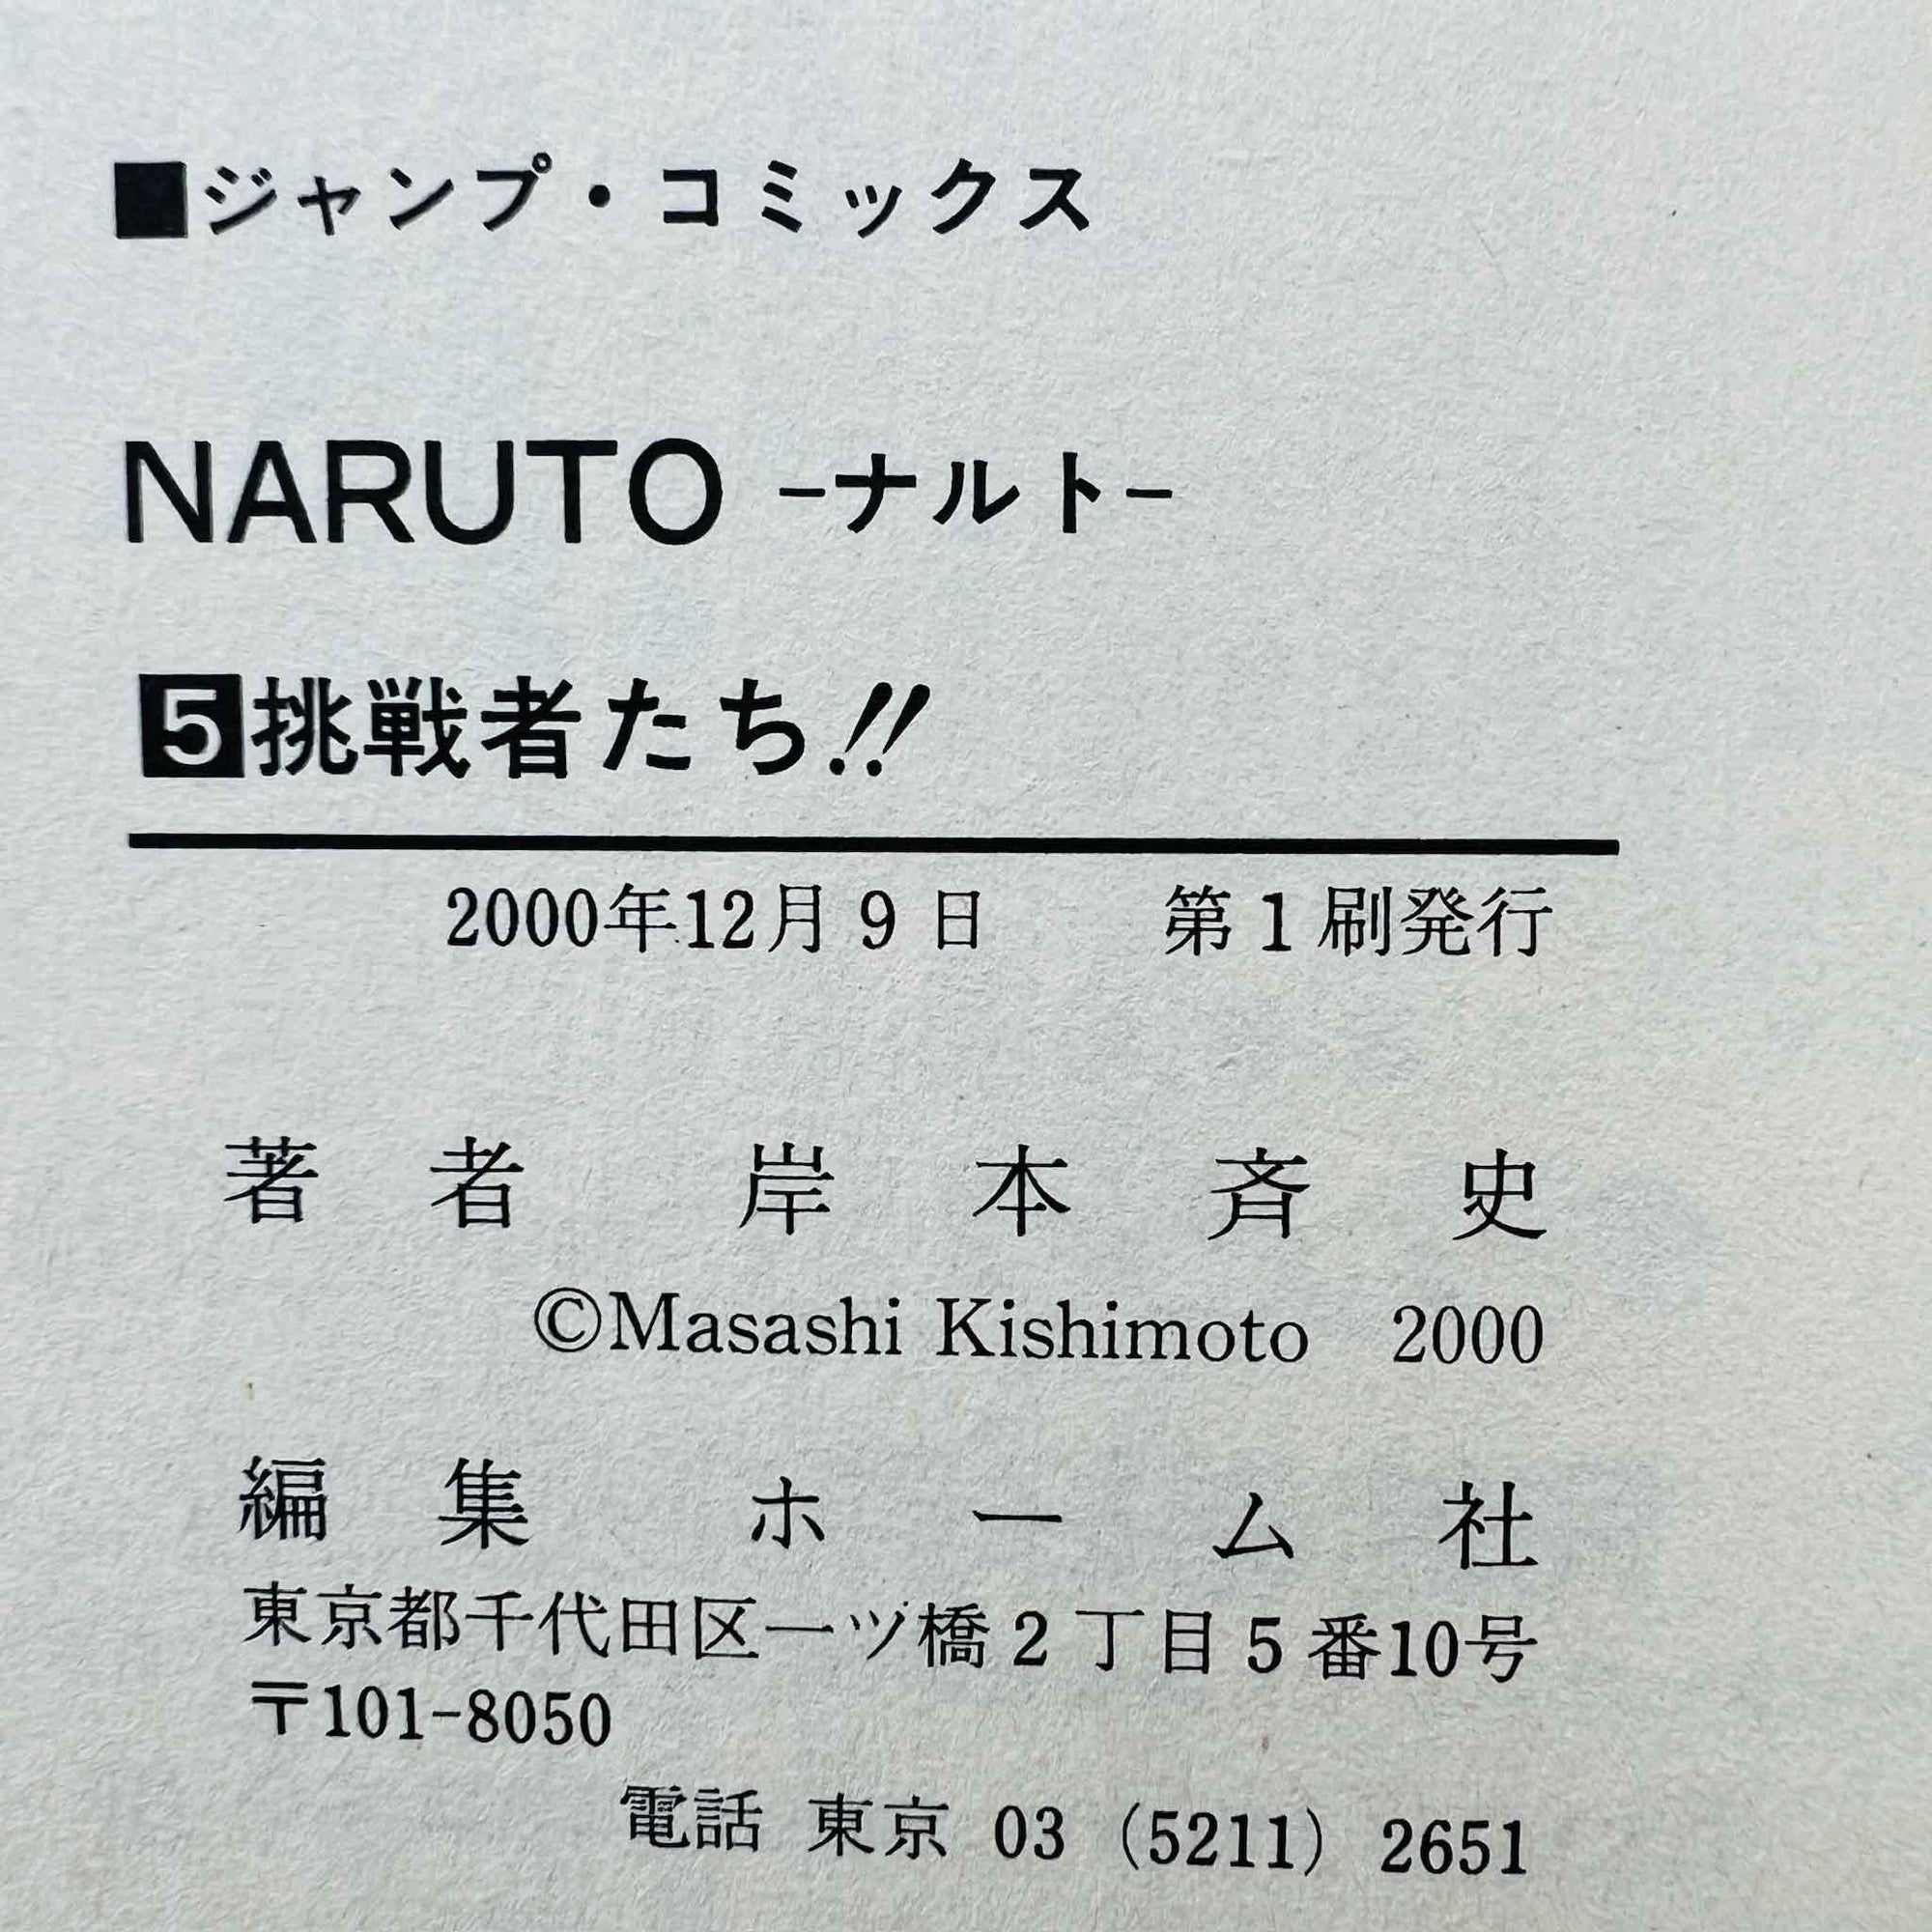 ■ジャンプ・コミックス
NARUTO -ナルト-
5挑戦者たち!!
2000年12月9日 第1刷発行
著者 岸本斉史
©Masashi Kishimoto 2000
編集 ホーム社
東京都千代田区一ツ橋2丁目5番10号
〒101-8050
電話 東京 03 (5211) 2651